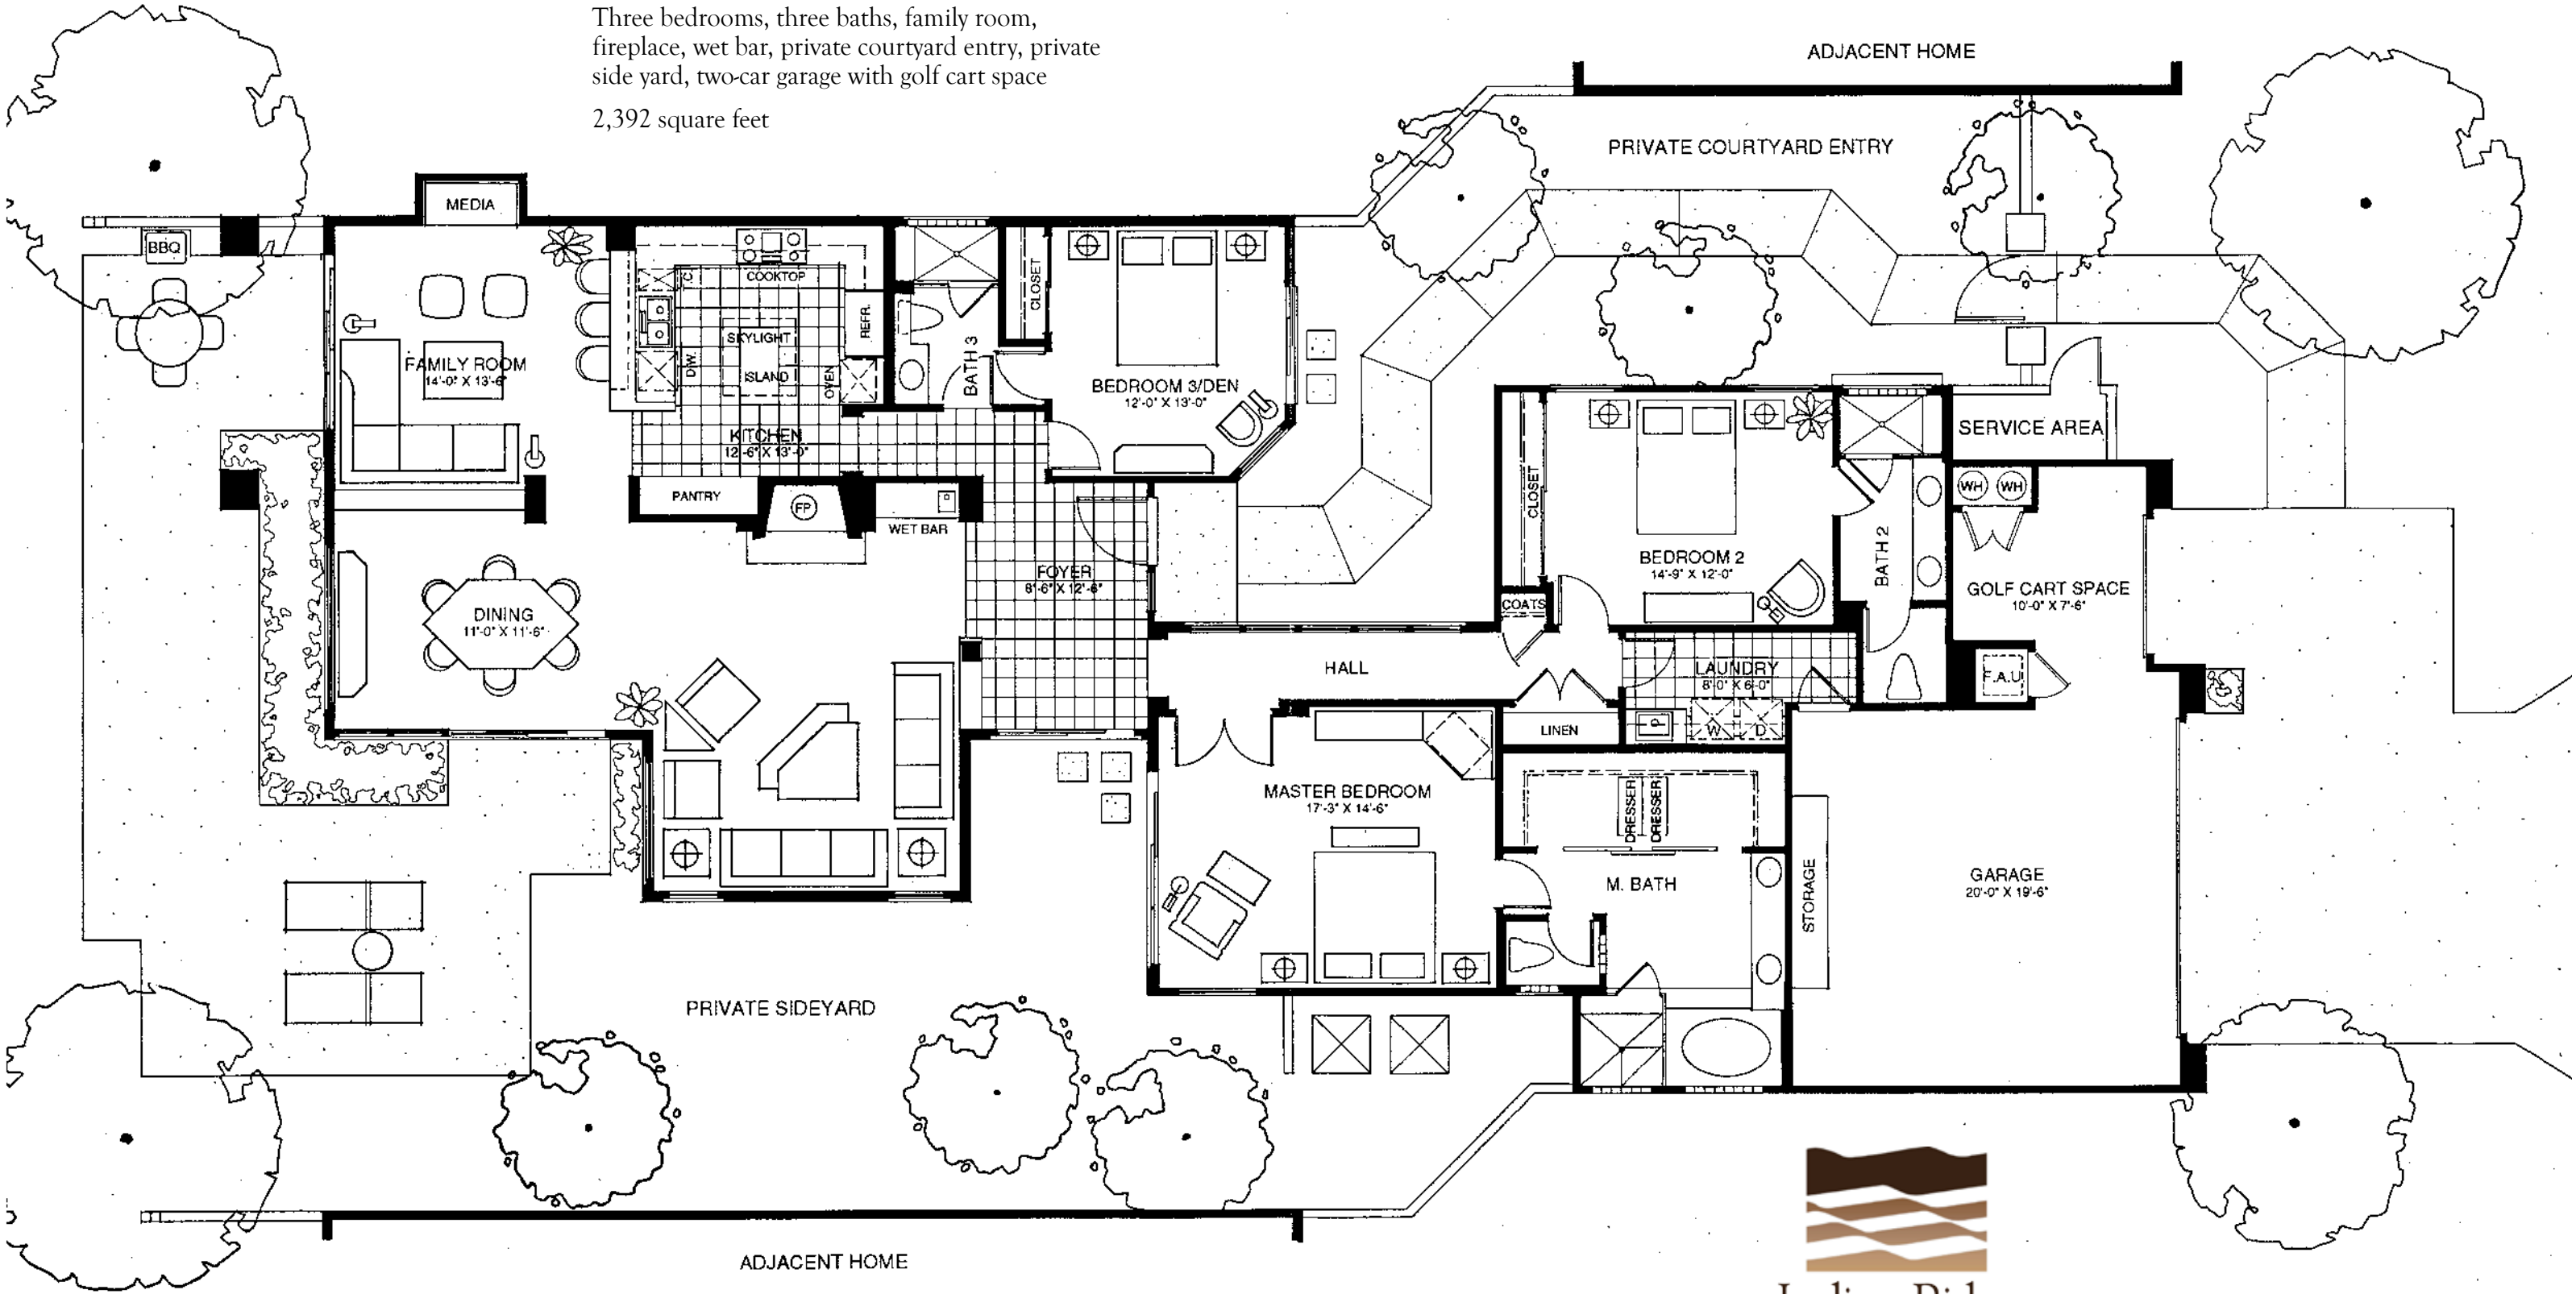 Three bedrooms, three baths, family room,
fireplace, wet bar, private courtyard entry, private
side yard, two-car garage with golf cart space
2,392 square feet
ADJACENT HOME
PRIVATE COURTYARD ENTRY
MEDIA
BBQ
COOKTOP
CLOSET
REFR.
SKYLIGHT
ISLAND
OVEN
D.W.
BATH 3
FAMILY ROOM
14'-0" X 13'-6"
BEDROOM 3/DEN
12'-0" X 13'-0"
KITCHEN
12'-6" X 13'-0"
PANTRY
FP
WET BAR
SERVICE AREA
CLOSET
WH
WH
BEDROOM 2
14'-9" X 12'-0"
BATH 2
FOYER
8'-6" X 12'-6"
GOLF CART SPACE
10'-0" X 7'-6"
COATS
DINING
11'-0" X 11'-6"
HALL
LAUNDRY
8'-0" X 6'-0"
F.A.U.
LINEN
W
D
MASTER BEDROOM
17'-3" X 14'-6"
DRESSER
DRESSER
M. BATH
STORAGE
GARAGE
20'-0" X 19'-6"
PRIVATE SIDEYARD
ADJACENT HOME